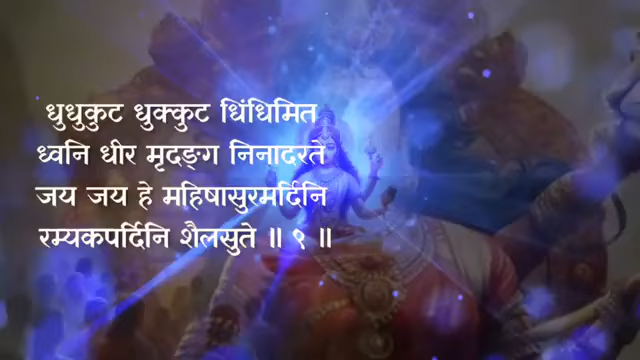 धुधुकुट धुक्कुट धिंधिमित
ध्वनि धीर मृदङ्ग निनादरते
जय जय हे महिषासुरमर्दिनि
रम्यकपर्दिनि शैलसुते ॥ ९ ॥